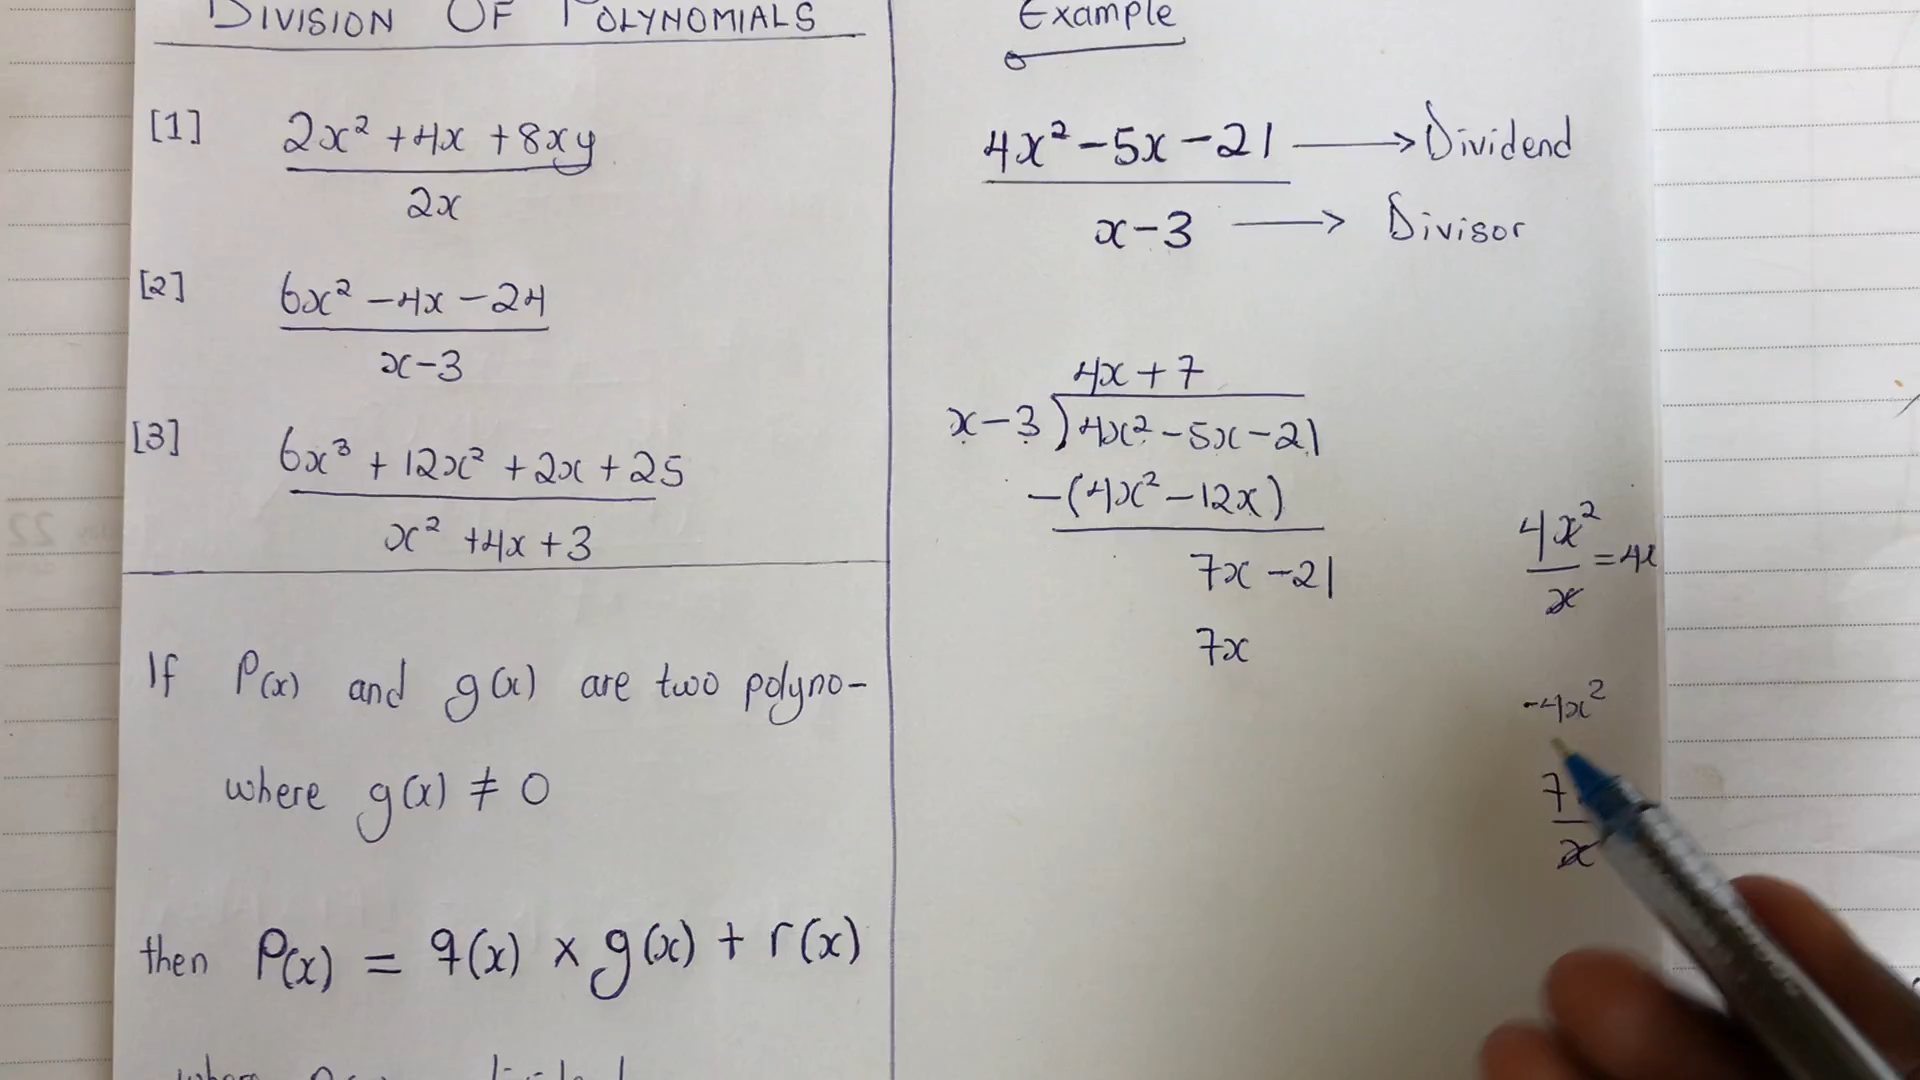 DIVISION OF POLYNOMIALS
[1] 2x² + 4x + 8xy
2x
[2] 6x² - 4x - 24
x - 3
[3] 6x³ + 12x² + 2x + 25
x² + 4x + 3
If P(x) and g(x) are two polyno-
where g(x) ≠ 0
then P(x) = q(x) × g(x) + r(x)
where
Example
4x² - 5x - 21 → Dividend
x - 3 → Divisor
4x + 7
x - 3 ) 4x² - 5x - 21
- (4x² - 12x)
7x - 21
7x
4x²
= 4x
x
-4x²
7
x